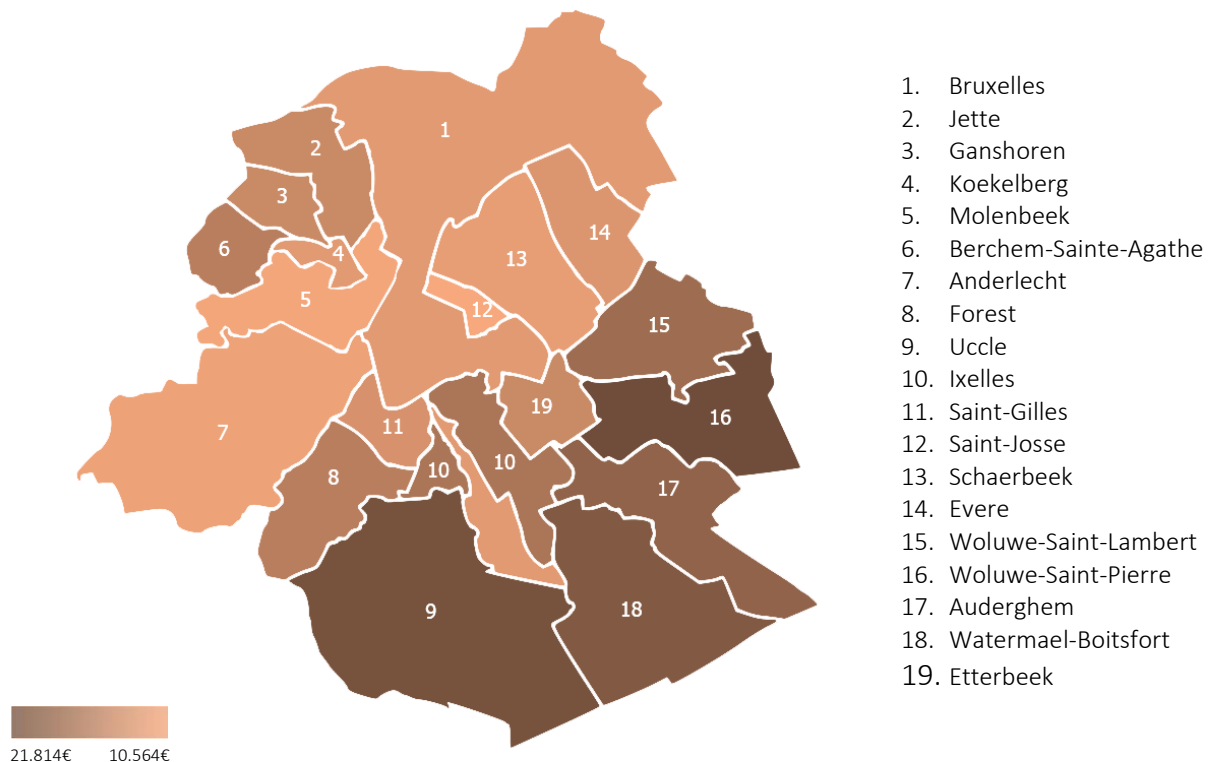 1
2
3
4
5
6
7
8
9
10
10
11
12
13
14
15
16
17
18
19
1. Bruxelles
2. Jette
3. Ganshoren
4. Koekelberg
5. Molenbeek
6. Berchem-Sainte-Agathe
7. Anderlecht
8. Forest
9. Uccle
10. Ixelles
11. Saint-Gilles
12. Saint-Josse
13. Schaerbeek
14. Evere
15. Woluwe-Saint-Lambert
16. Woluwe-Saint-Pierre
17. Auderghem
18. Watermael-Boitsfort
19. Etterbeek
21.814€ 10.564€